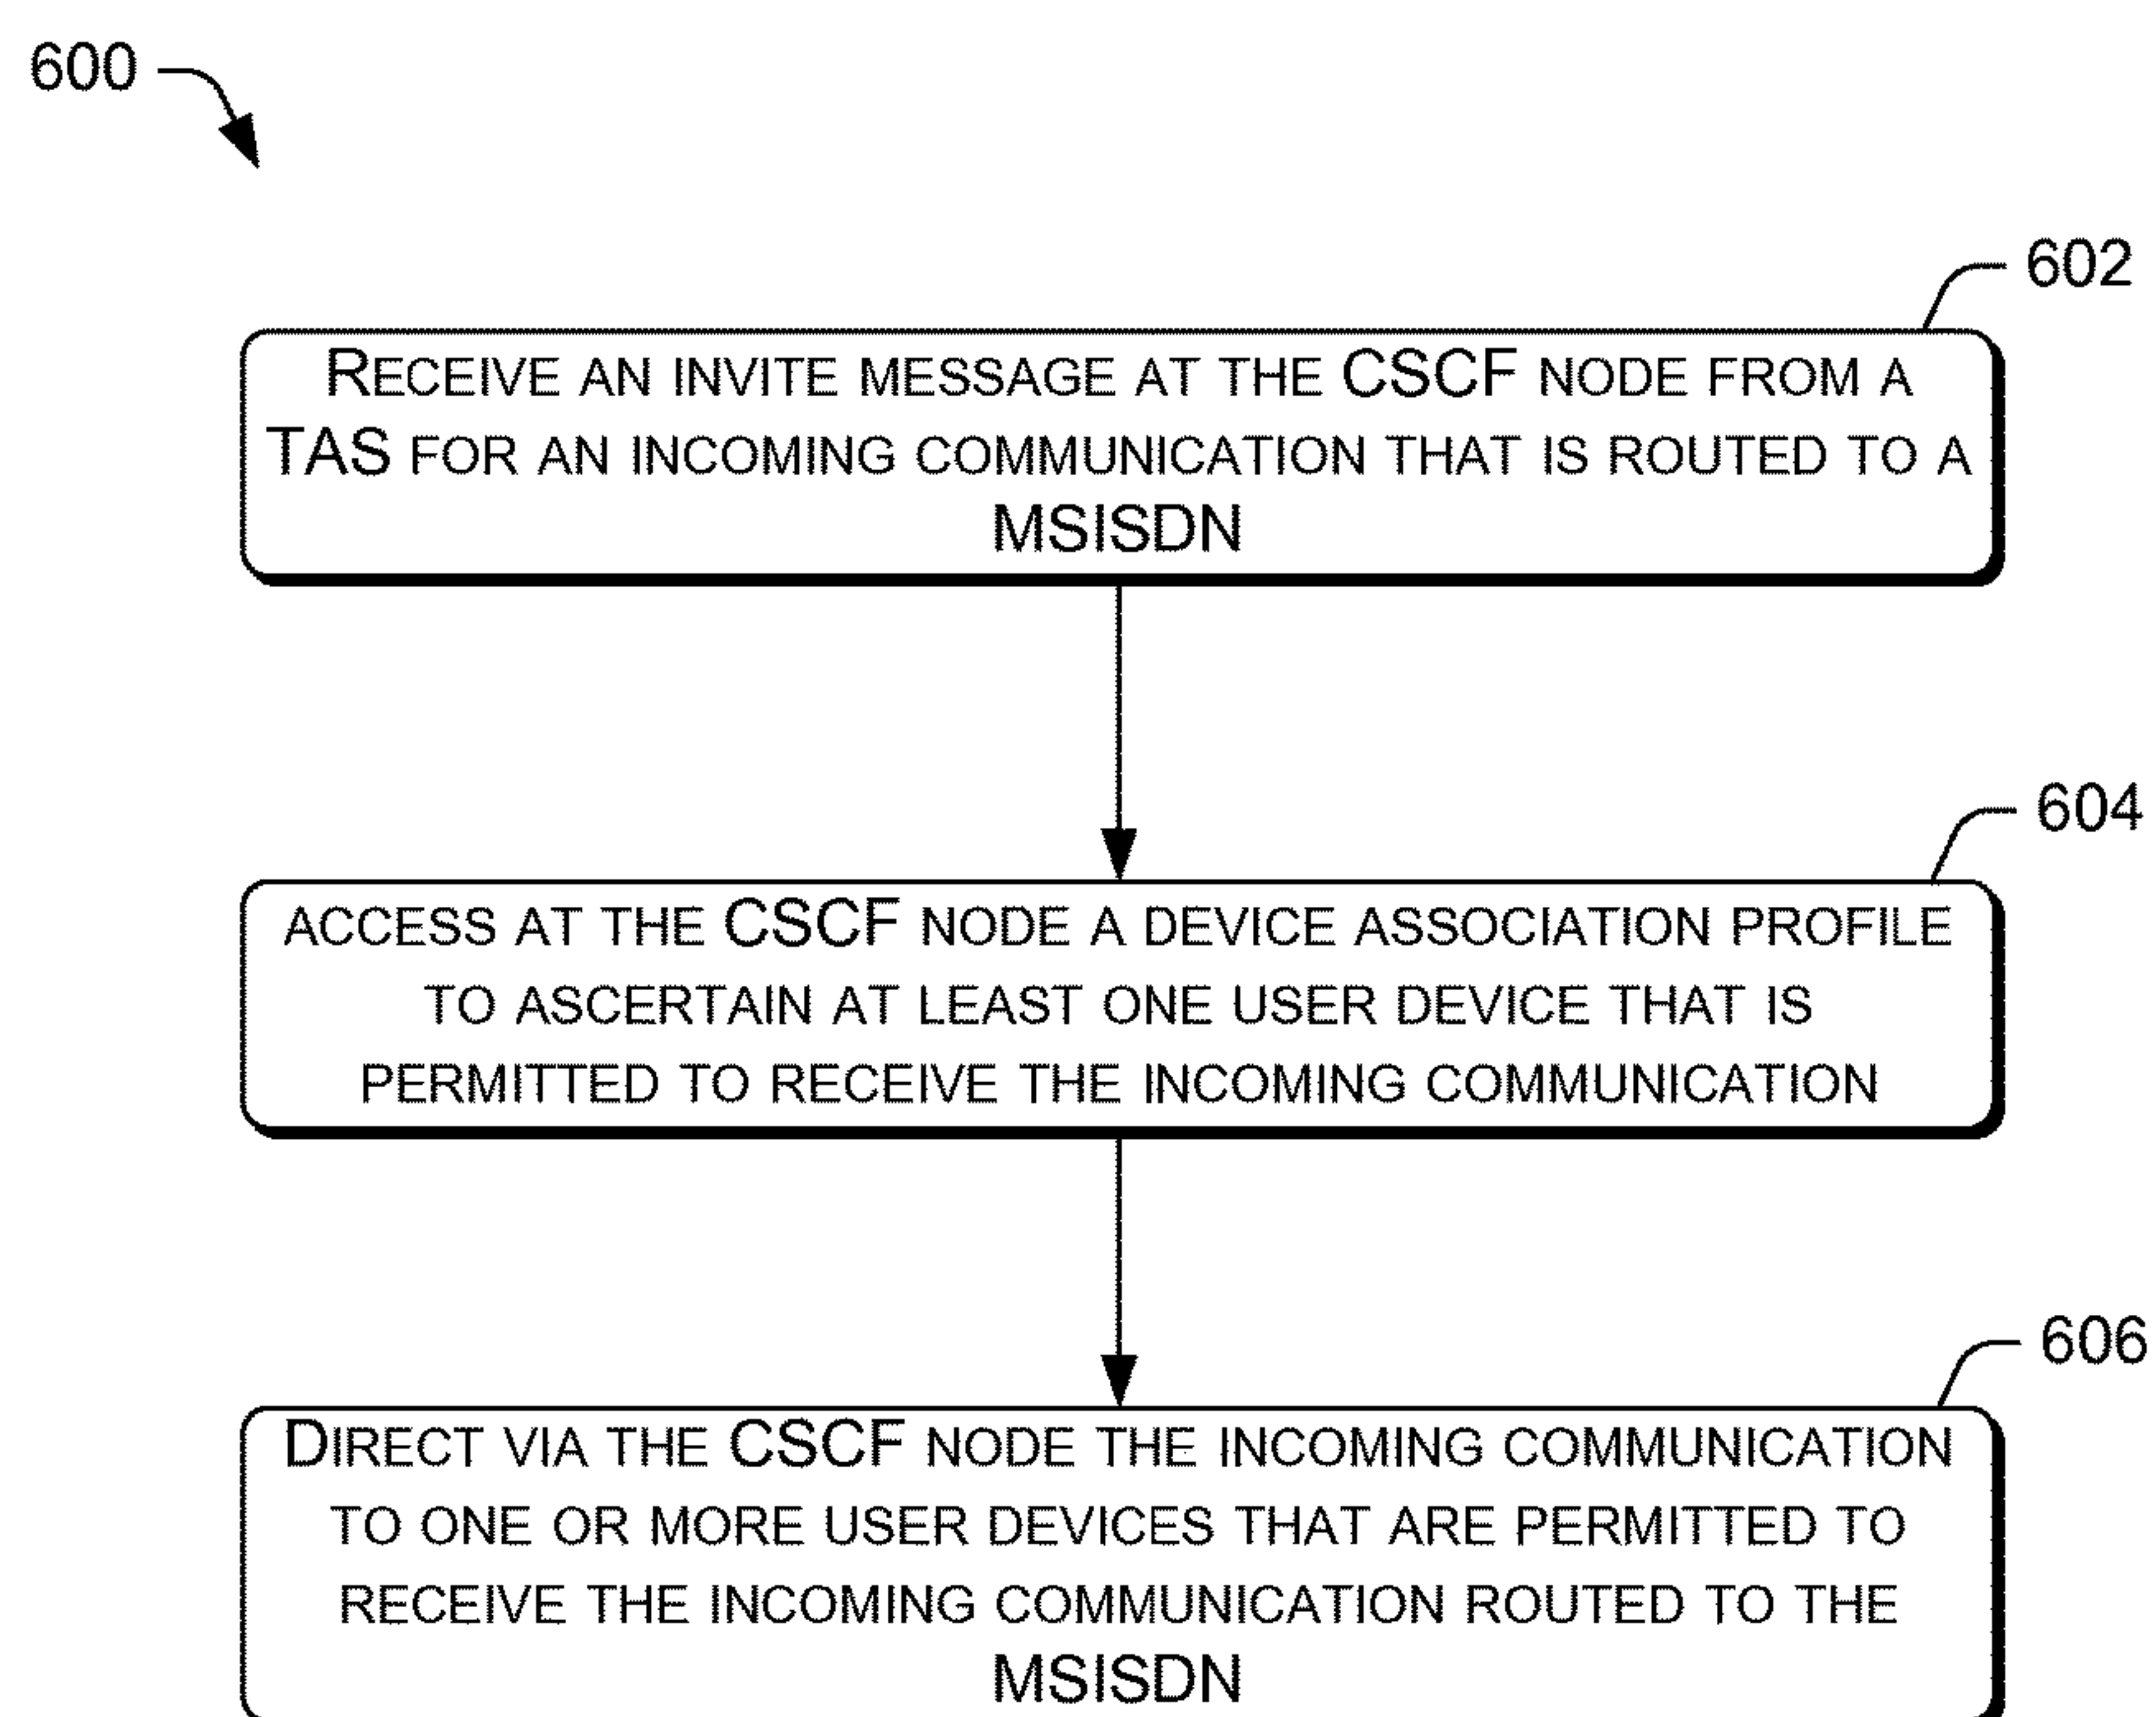 600
602
RECEIVE AN INVITE MESSAGE AT THE CSCF NODE FROM A
TAS FOR AN INCOMING COMMUNICATION THAT IS ROUTED TO A
MSISDN
604
ACCESS AT THE CSCF NODE A DEVICE ASSOCIATION PROFILE
TO ASCERTAIN AT LEAST ONE USER DEVICE THAT IS
PERMITTED TO RECEIVE THE INCOMING COMMUNICATION
606
DIRECT VIA THE CSCF NODE THE INCOMING COMMUNICATION
TO ONE OR MORE USER DEVICES THAT ARE PERMITTED TO
RECEIVE THE INCOMING COMMUNICATION ROUTED TO THE
MSISDN